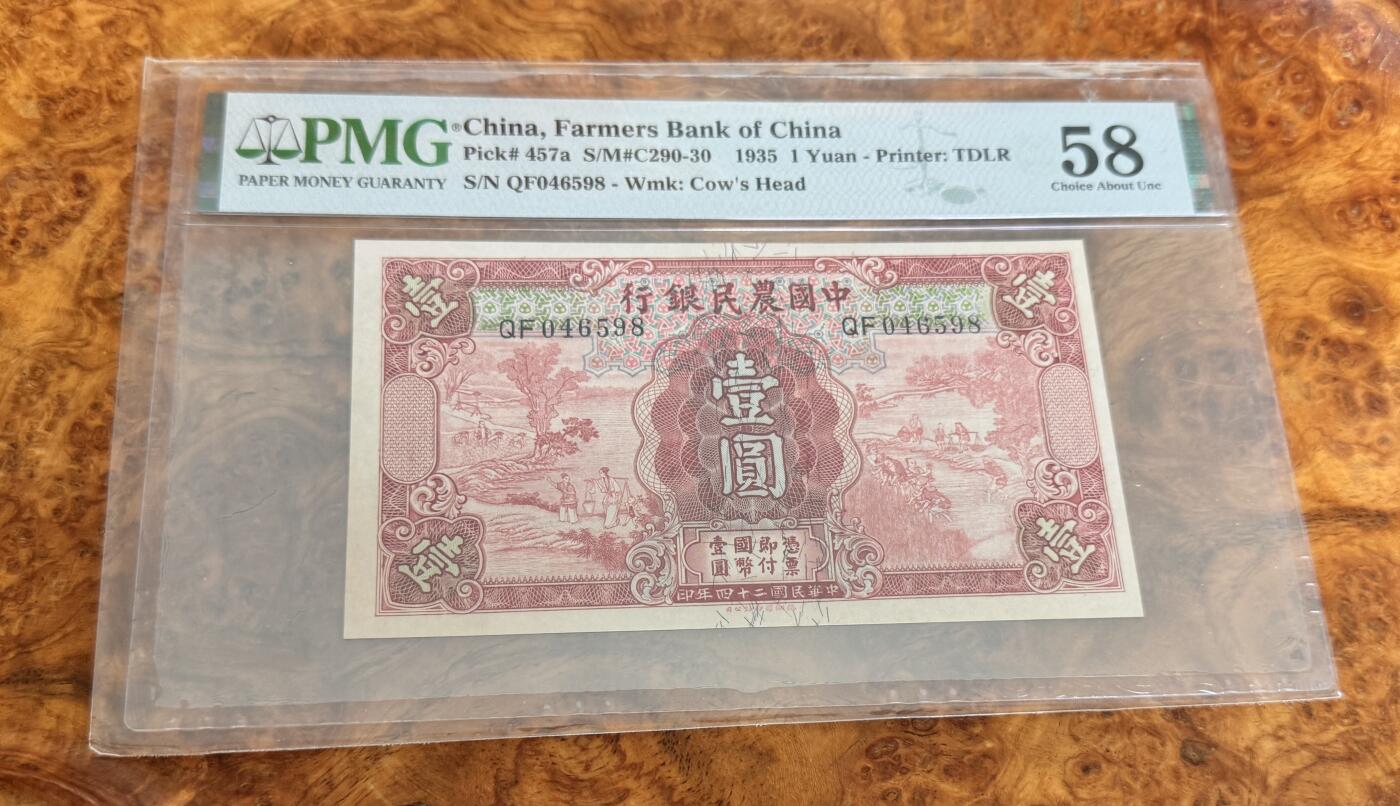 PMG®
PAPER MONEY GUARANTY
China, Farmers Bank of China
Pick# 457a S/M#C290-30 1935 1 Yuan - Printer: TDLR
S/N QF046598 - Wmk: Cow's Head
58
Choice About Unc
壹
中國農民銀行
壹
QF046598
QF046598
壹圓
憑票
即付
國幣
壹圓
壹
中華民國二十四年印